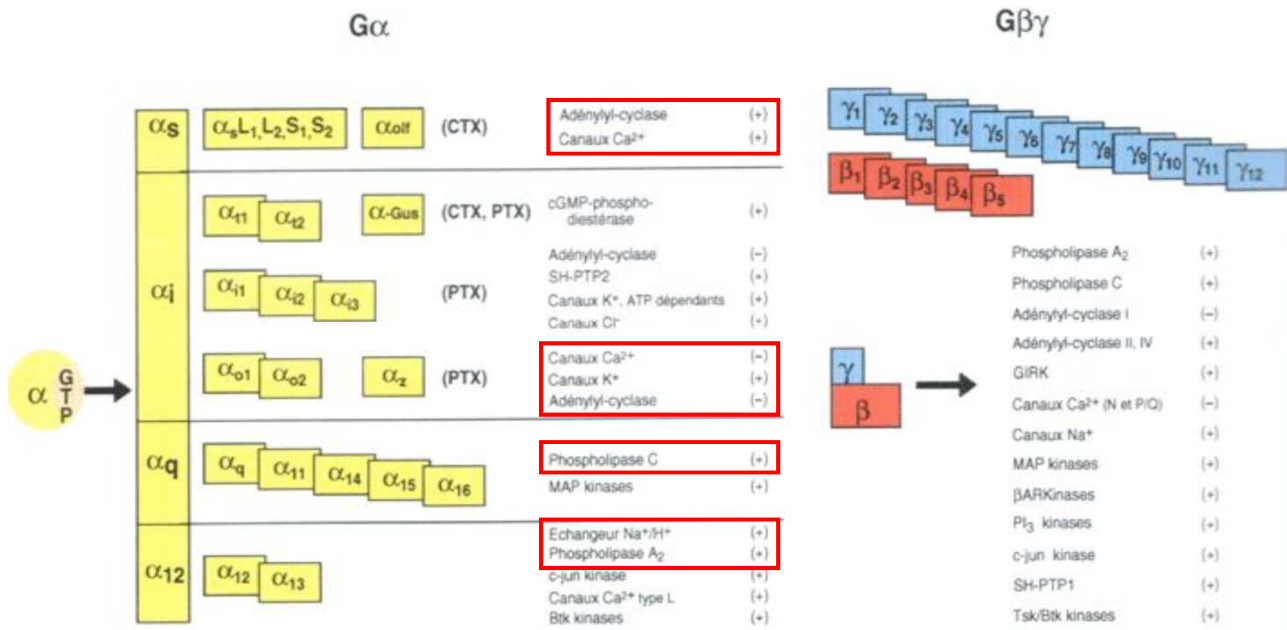 Gα
Gβγ
αs
αsL1, L2, S1, S2
αolf
(CTX)
Adénylyl-cyclase (+)
Canaux Ca2+ (+)
αi
αt1
αt2
α-Gus
(CTX, PTX)
cGMP-phospho-
diestérase (+)
αi1
αi2
αi3
(PTX)
Adénylyl-cyclase (–)
SH-PTP2 (+)
Canaux K+, ATP dépendants (+)
Canaux Cl- (+)
αo1
αo2
αz
(PTX)
Canaux Ca2+ (–)
Canaux K+ (+)
Adénylyl-cyclase (–)
α
G
T
P
αq
αq
α11
α14
α15
α16
Phospholipase C (+)
MAP kinases (+)
α12
α12
α13
Echangeur Na+/H+ (+)
Phospholipase A2 (+)
c-jun kinase (+)
Canaux Ca2+ type L (+)
Btk kinases (+)
γ1
γ2
γ3
γ4
γ5
γ6
γ7
γ8
γ9
γ10
γ11
γ12
β1
β2
β3
β4
β5
γ
β
Phospholipase A2 (+)
Phospholipase C (+)
Adénylyl-cyclase I (–)
Adénylyl-cyclase II, IV (+)
GIRK (+)
Canaux Ca2+ (N et P/Q) (–)
Canaux Na+ (+)
MAP kinases (+)
βARKinases (+)
PI3 kinases (+)
c-jun kinase (+)
SH-PTP1 (+)
Tsk/Btk kinases (+)